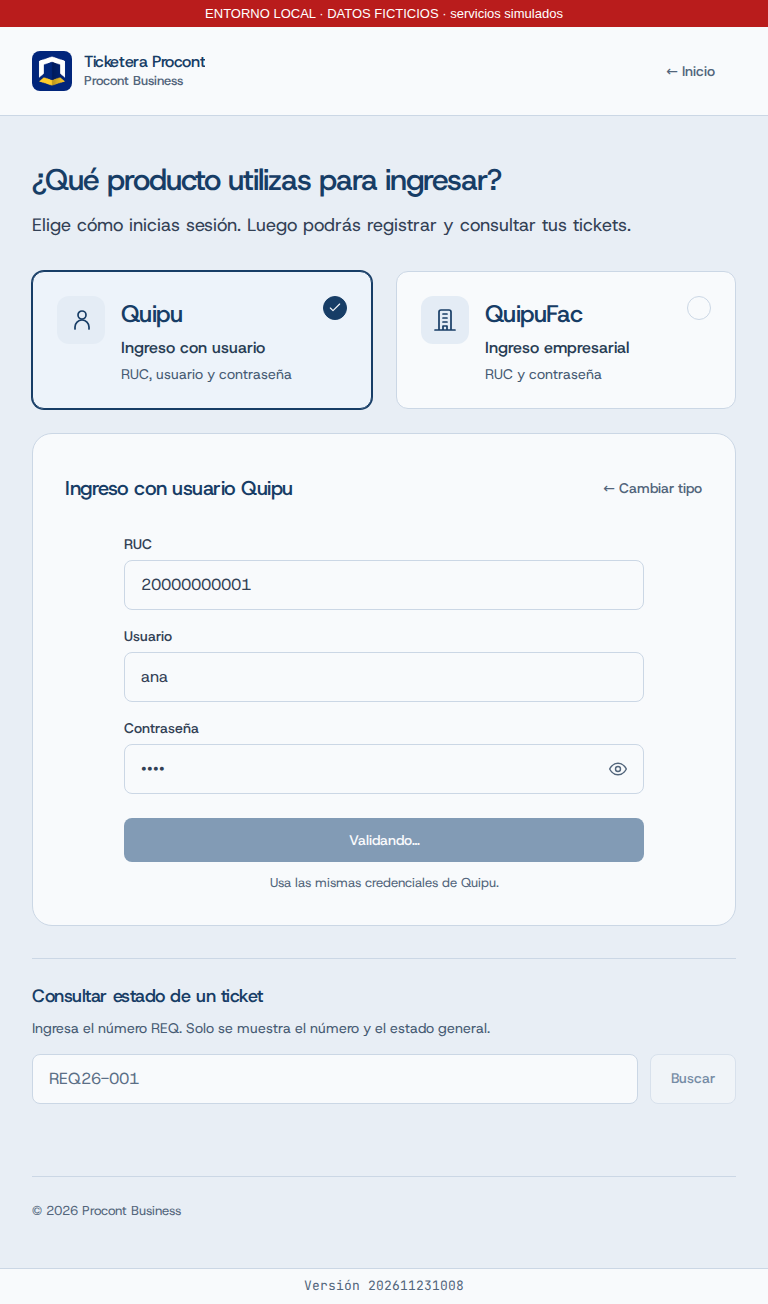 ENTORNO LOCAL · DATOS FICTICIOS · servicios simulados
Ticketera Procont
Procont Business
← Inicio
¿Qué producto utilizas para ingresar?
Elige cómo inicias sesión. Luego podrás registrar y consultar tus tickets.
Quipu
Ingreso con usuario
RUC, usuario y contraseña
QuipuFac
Ingreso empresarial
RUC y contraseña
Ingreso con usuario Quipu
← Cambiar tipo
RUC
20000000001
Usuario
ana
Contraseña
••••
Validando…
Usa las mismas credenciales de Quipu.
Consultar estado de un ticket
Ingresa el número REQ. Solo se muestra el número y el estado general.
REQ26-001
Buscar
© 2026 Procont Business
Versión 202611231008